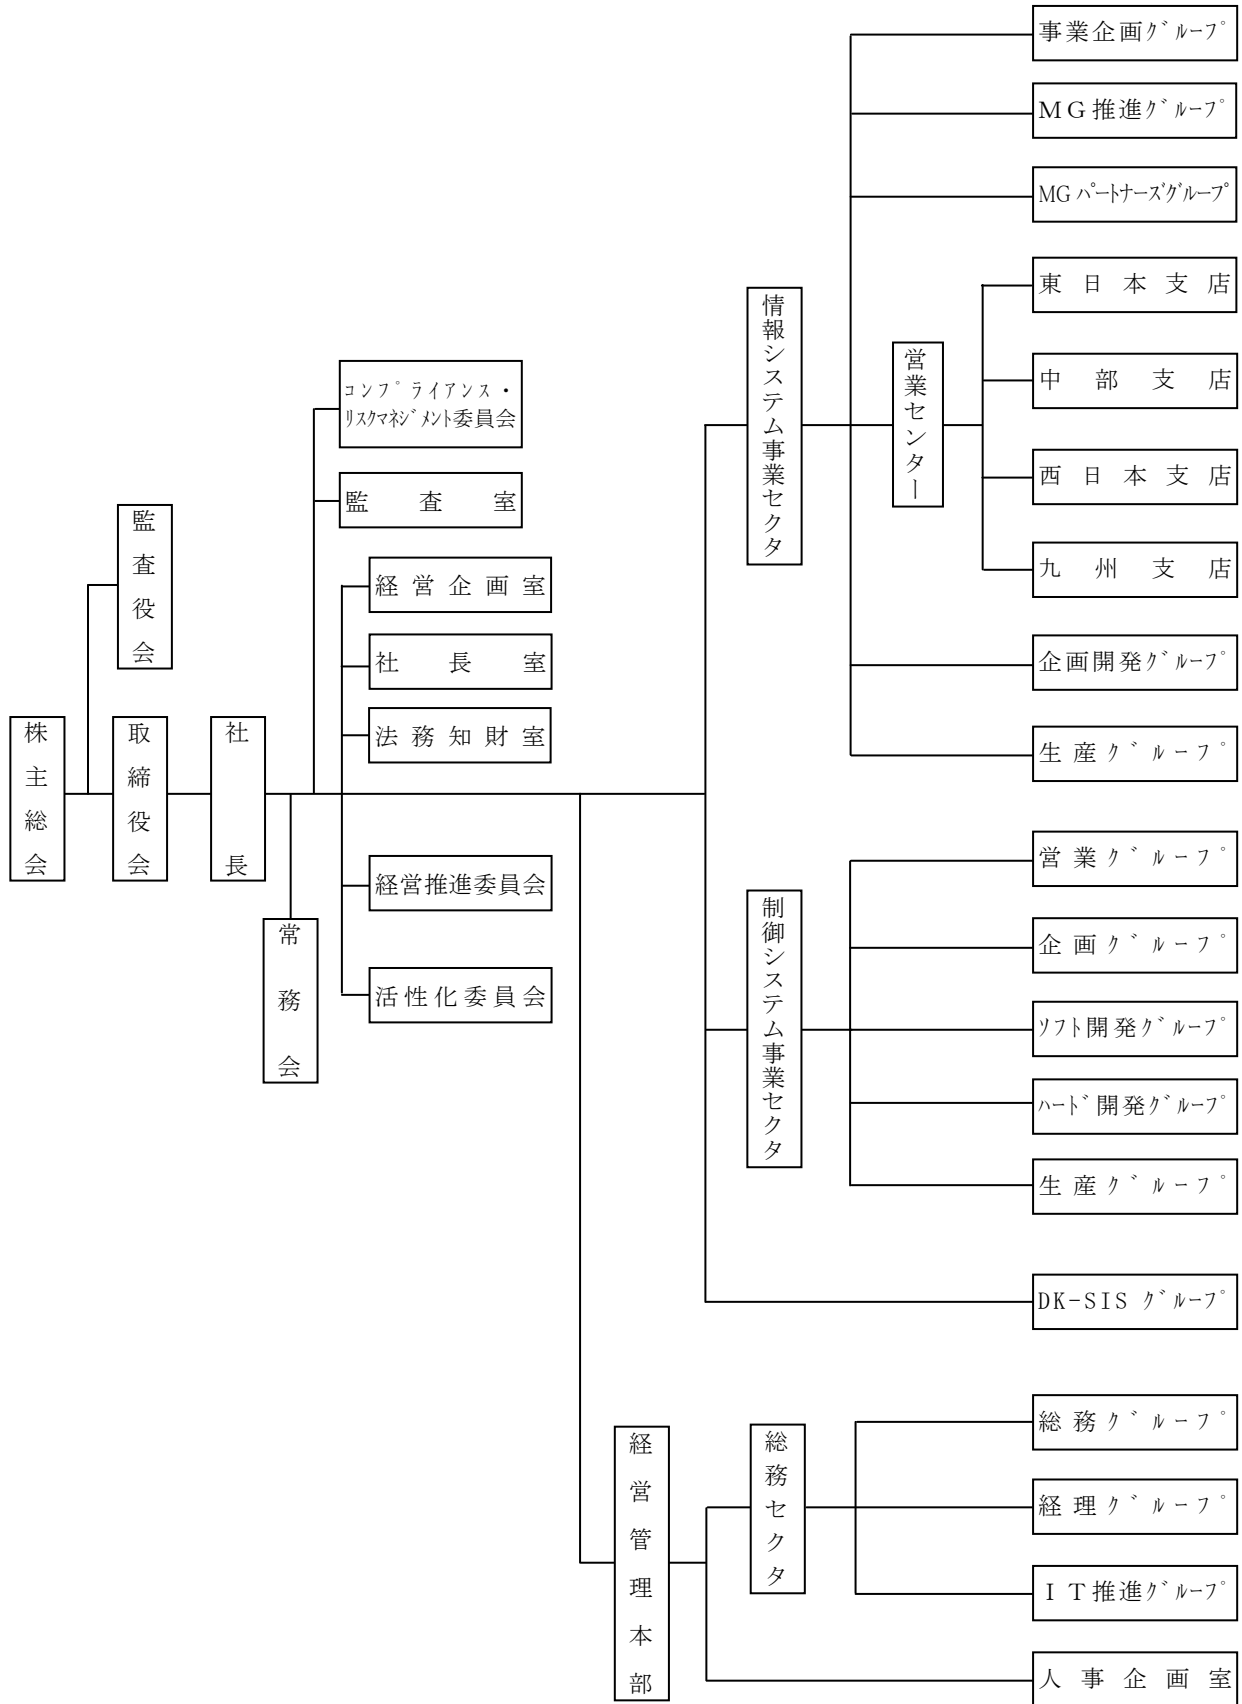 株主総会
監査役会
取締役会
社長
常務会
コンプライアンス・
リスクマネジメント委員会
監査室
経営企画室
社長室
法務知財室
経営推進委員会
活性化委員会
情報システム事業セクタ
事業企画グループ
ＭＧ推進グループ
MGパートナーズグループ
営業センター
東日本支店
中部支店
西日本支店
九州支店
企画開発グループ
生産グループ
制御システム事業セクタ
営業グループ
企画グループ
ソフト開発グループ
ハード開発グループ
生産グループ
DK-SIS グループ
経営管理本部
総務セクタ
総務グループ
経理グループ
ＩＴ推進グループ
人事企画室